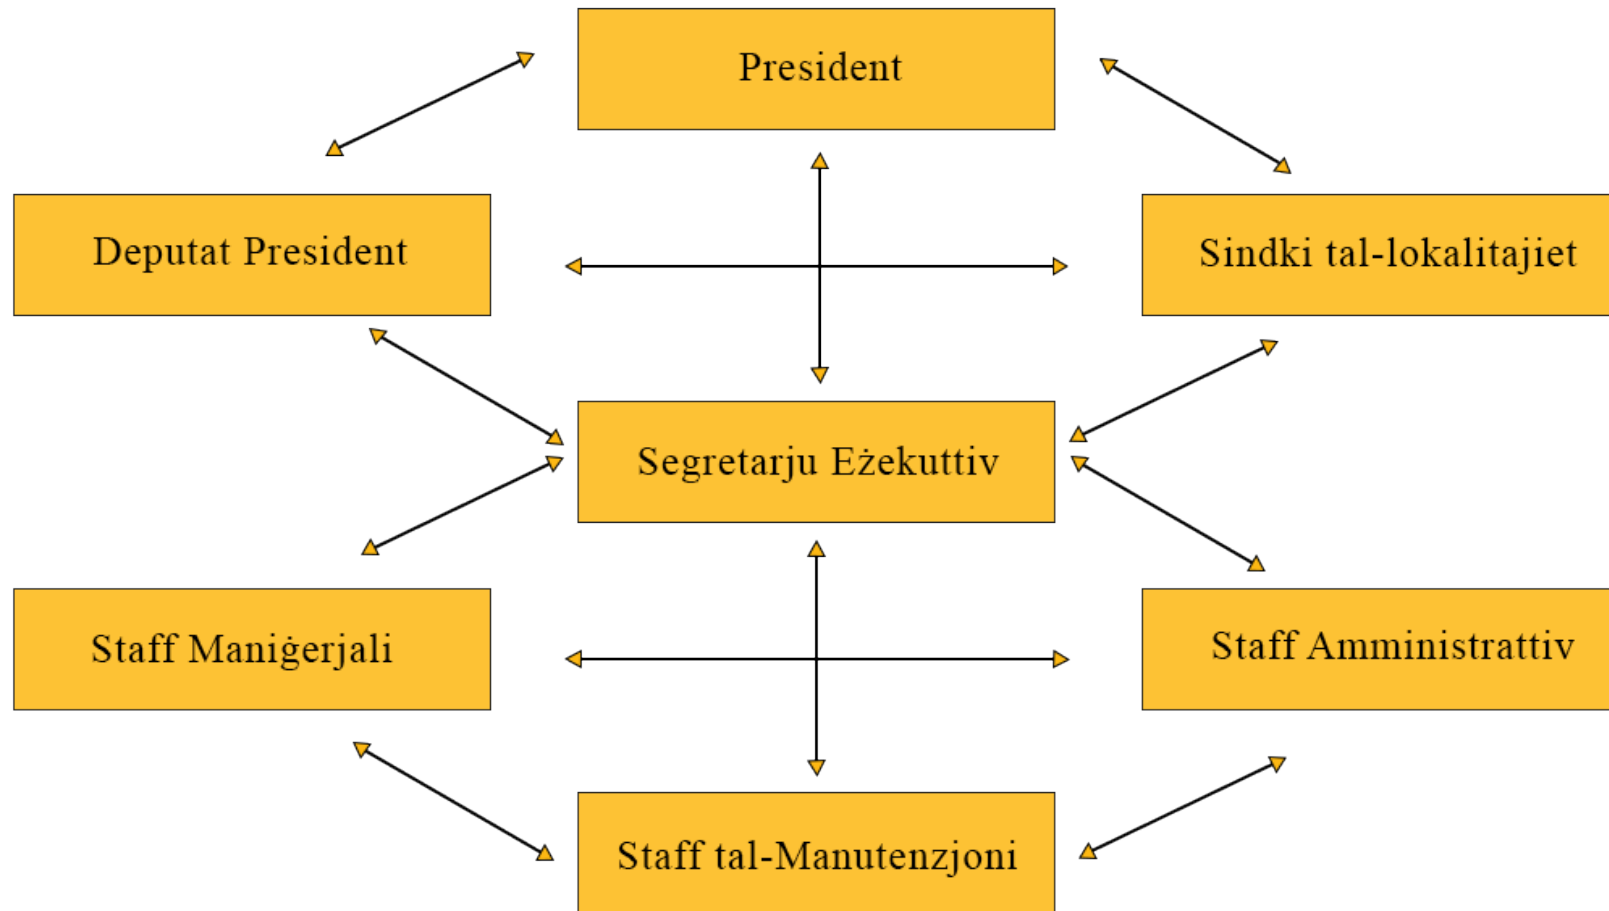 President
Deputat President
Sindki tal-lokalitajiet
Segretarju Eżekuttiv
Staff Maniġerjali
Staff Amministrattiv
Staff tal-Manutenzjoni